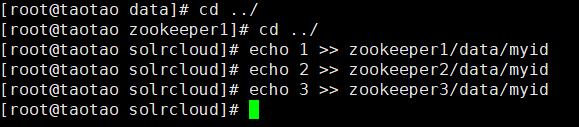 [root@taotao data]# cd ../
[root@taotao zookeeper1]# cd ../
[root@taotao solrcloud]# echo 1 >> zookeeper1/data/myid
[root@taotao solrcloud]# echo 2 >> zookeeper2/data/myid
[root@taotao solrcloud]# echo 3 >> zookeeper3/data/myid
[root@taotao solrcloud]#